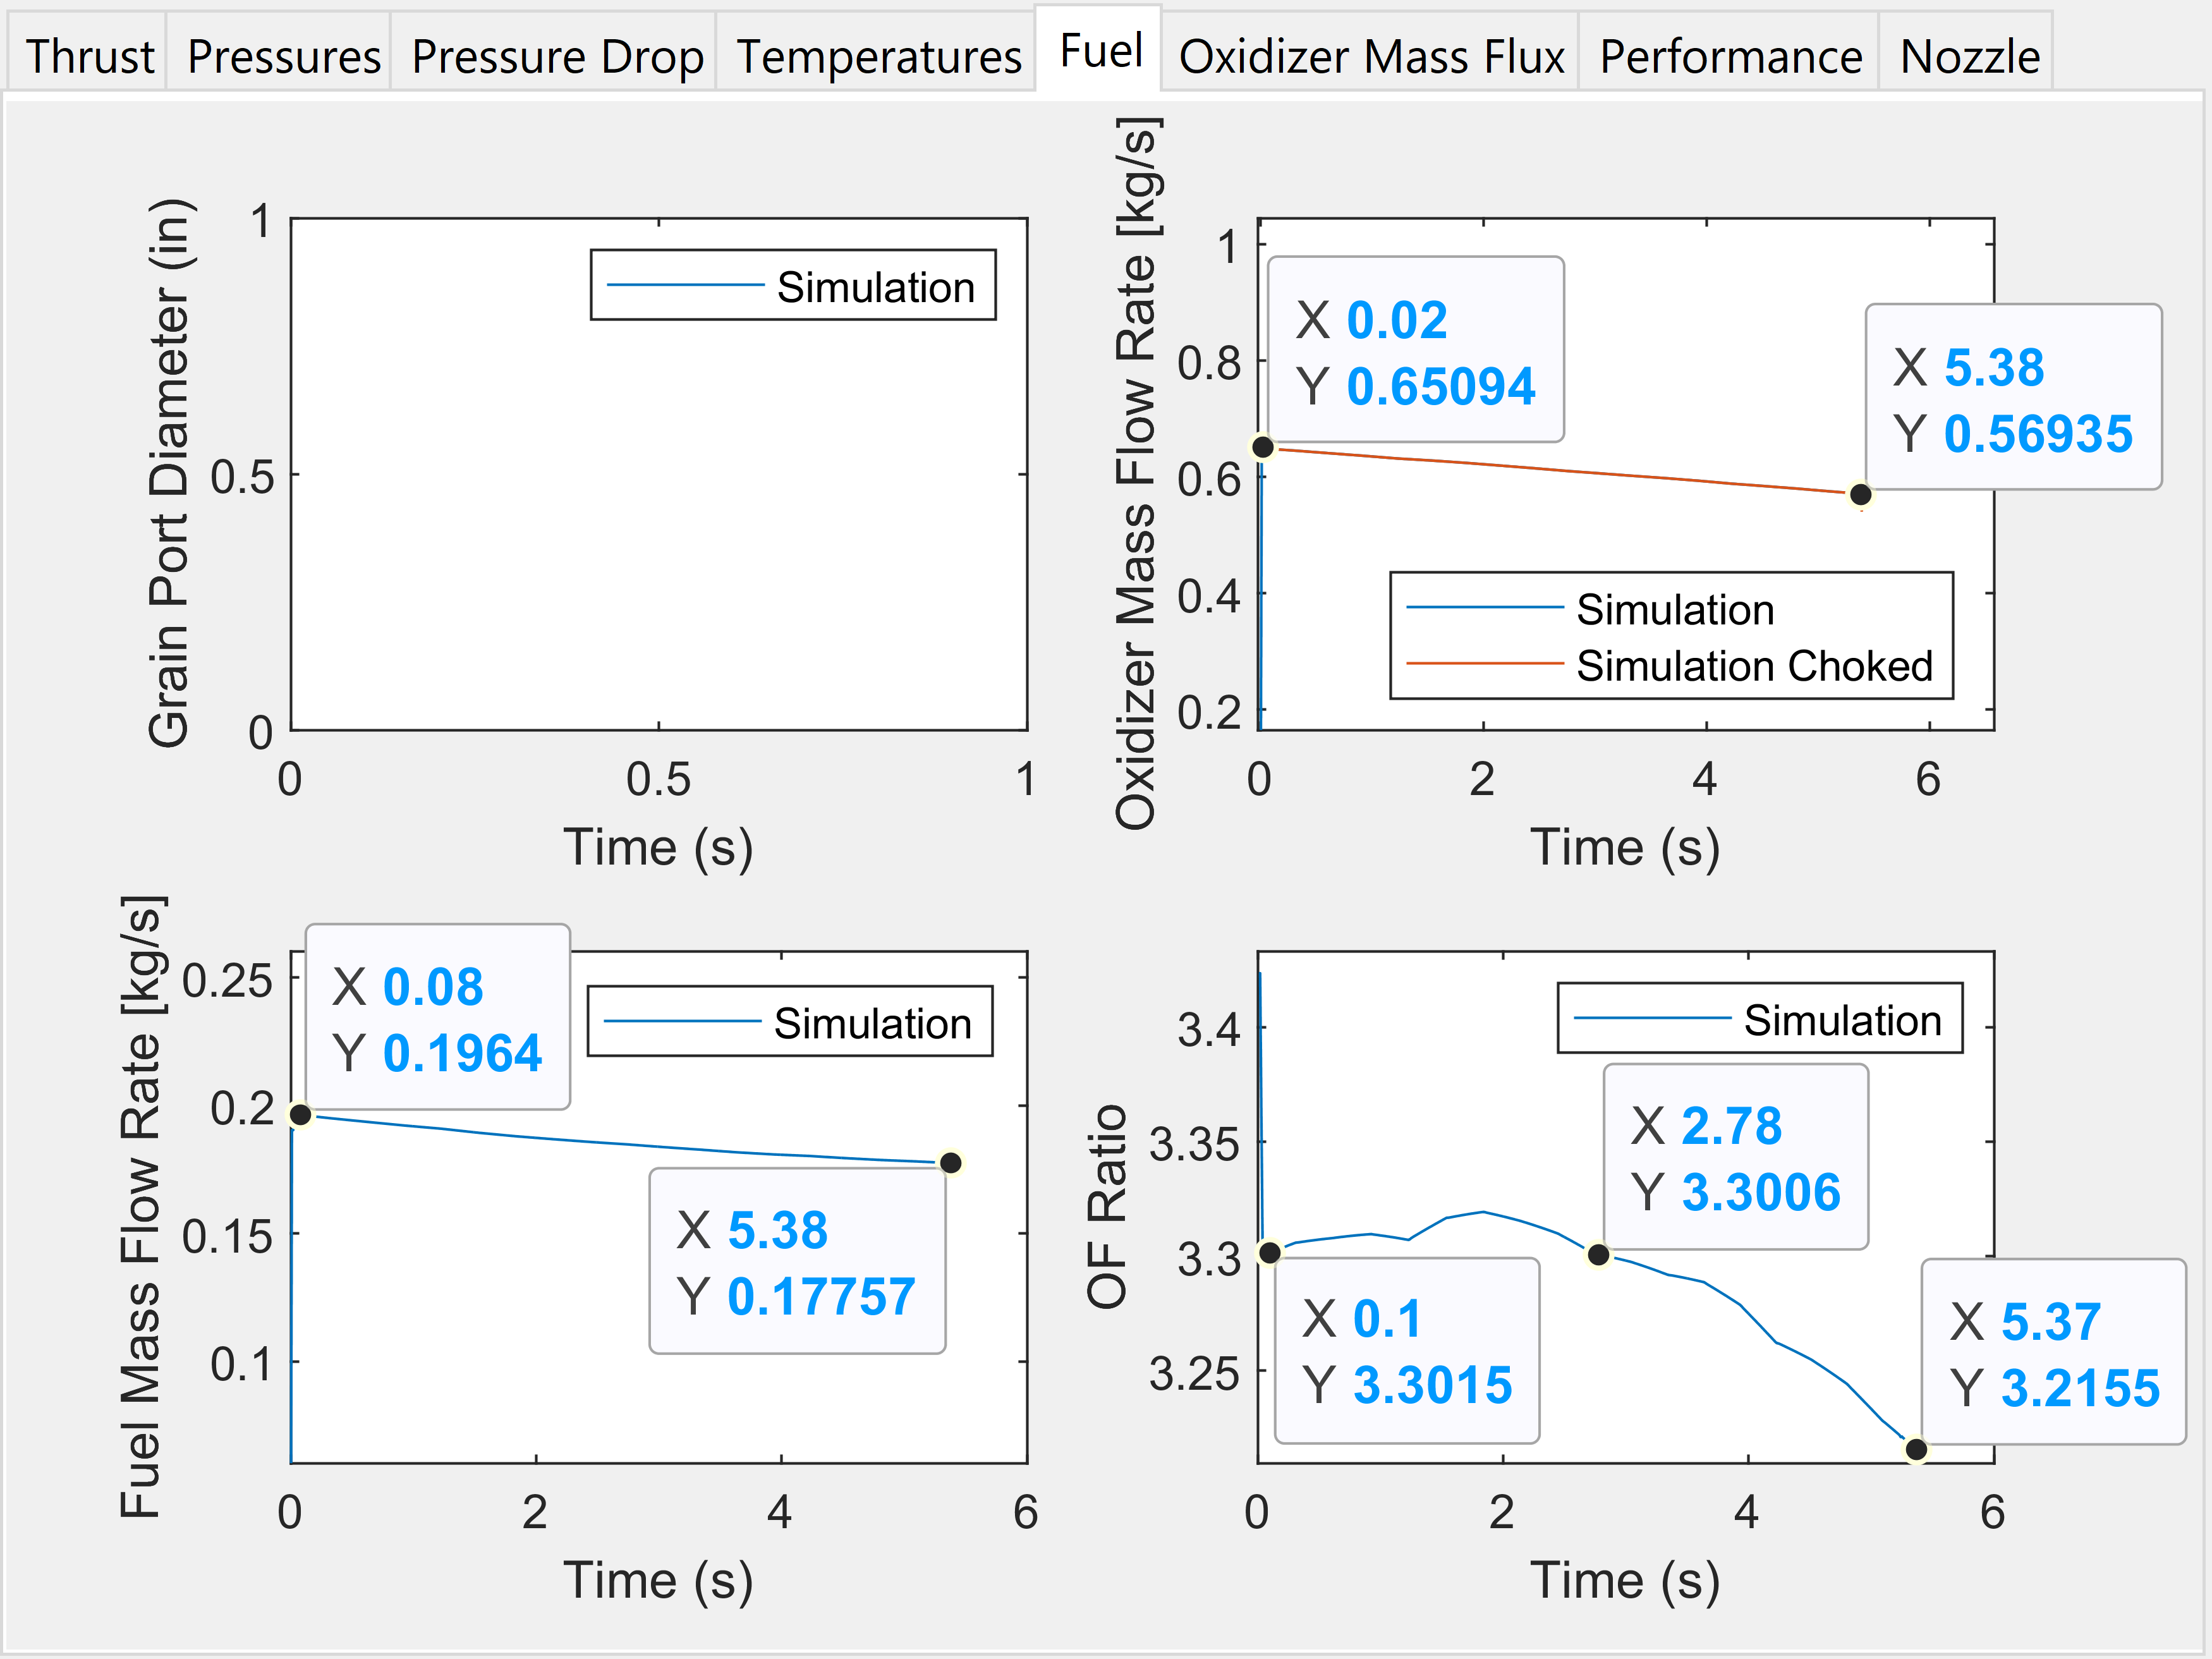 Thrust Pressures Pressure Drop Temperatures Fuel Oxidizer Mass Flux Performance Nozzle
Grain Port Diameter (in)
1
0.5
0
0 0.5 1
Time (s)
Simulation
Oxidizer Mass Flow Rate [kg/s]
1
0.8
0.6
0.4
0.2
0 2 4 6
Time (s)
X 0.02
Y 0.65094
X 5.38
Y 0.56935
Simulation
Simulation Choked
Fuel Mass Flow Rate [kg/s]
0.25
0.2
0.15
0.1
0 2 4 6
Time (s)
X 0.08
Y 0.1964
Simulation
X 5.38
Y 0.17757
OF Ratio
3.4
3.35
3.3
3.25
0 2 4 6
Time (s)
Simulation
X 2.78
Y 3.3006
X 0.1
Y 3.3015
X 5.37
Y 3.2155